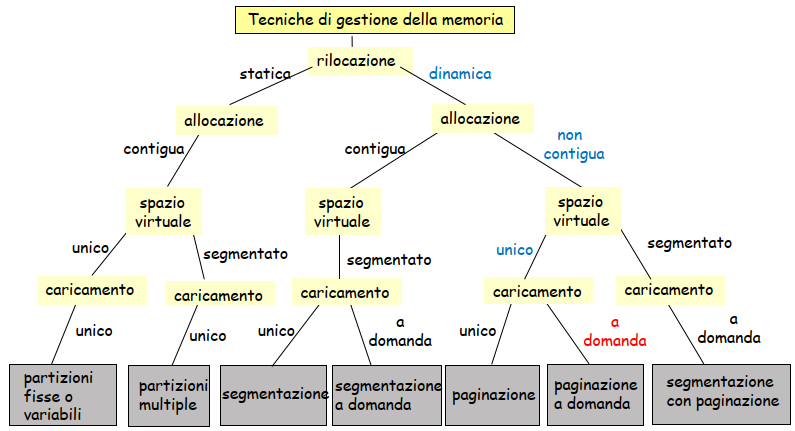 Tecniche di gestione della memoria
rilocazione
statica
dinamica
allocazione
allocazione
contigua
contigua
non
contigua
spazio
virtuale
spazio
virtuale
spazio
virtuale
unico
segmentato
segmentato
unico
segmentato
caricamento
caricamento
caricamento
caricamento
caricamento
unico
unico
unico
a
domanda
unico
a
domanda
a
domanda
partizioni
fisse o
variabili
partizioni
multiple
segmentazione
segmentazione
a domanda
paginazione
paginazione
a domanda
segmentazione
con paginazione